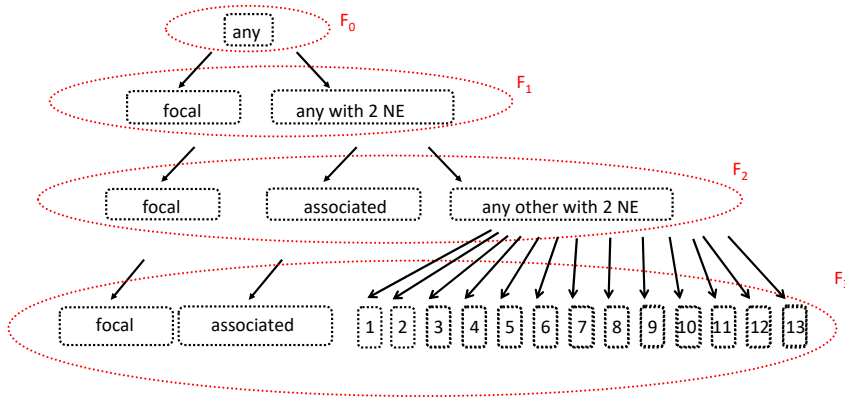 any F0
F1
focal any with 2 NE
F2
focal associated any other with 2 NE
F3
focal associated 1 2 3 4 5 6 7 8 9 10 11 12 13